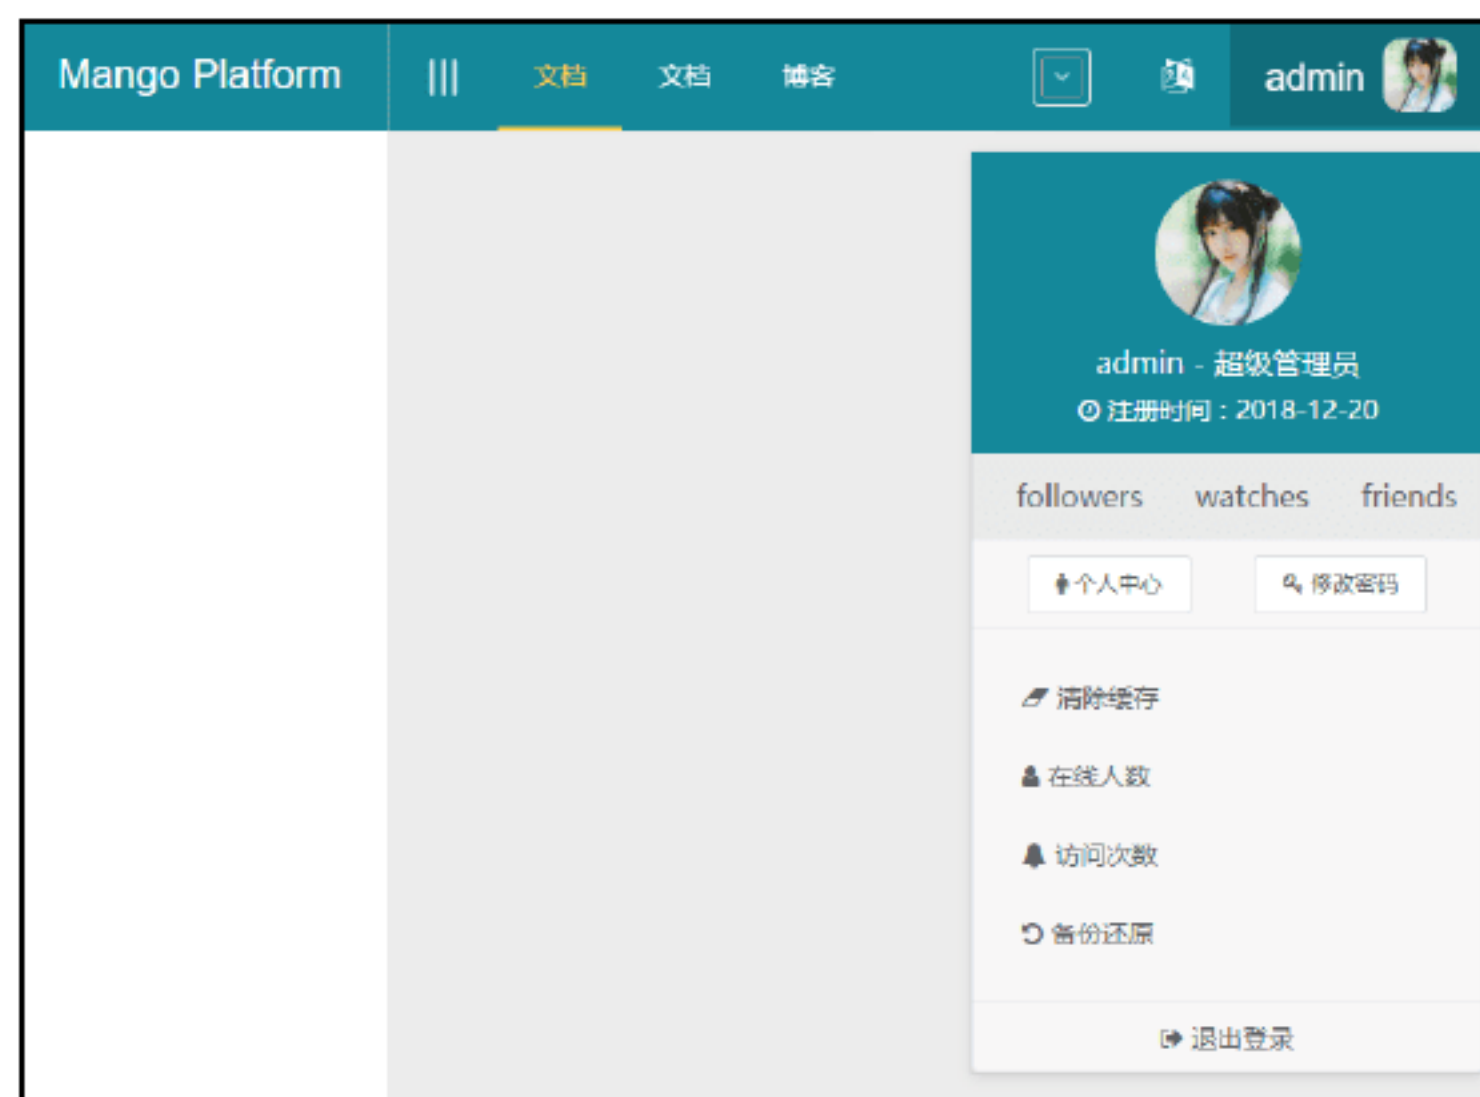 Mango Platform 文档 文档 博客 admin
admin - 超级管理员
注册时间：2018-12-20
followers watches friends
个人中心 修改密码
清除缓存
在线人数
访问次数
备份还原
退出登录